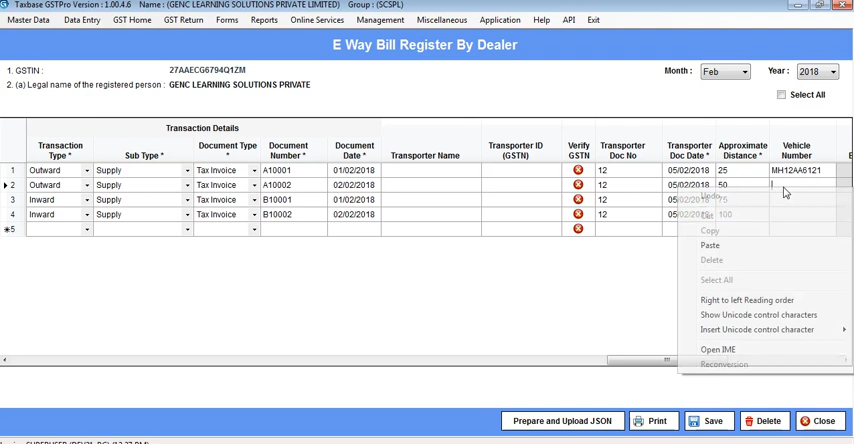 Taxbase GSTPro Version : 1.00.4.6 Name : (GENC LEARNING SOLUTIONS PRIVATE LIMITED) Group : (SCSPL)
Master Data Data Entry GST Home GST Return Forms Reports Online Services Management Miscellaneous Application Help API Exit
E Way Bill Register By Dealer
1. GSTIN : 27AAECG6794Q1ZM
Month : Feb Year : 2018
2. (a) Legal name of the registered person : GENC LEARNING SOLUTIONS PRIVATE
Select All
Transaction Details
Transaction Type * Sub Type * Document Type * Document Number * Document Date * Transporter Name Transporter ID (GSTN) Verify GSTN Transporter Doc No Transporter Doc Date * Approximate Distance * Vehicle Number
1 Outward Supply Tax Invoice A10001 01/02/2018 12 05/02/2018 25 MH12AA6121
2 Outward Supply Tax Invoice A10002 02/02/2018 12 05/02/2018 50
3 Inward Supply Tax Invoice B10001 01/02/2018 12 05/02/2018 75
4 Inward Supply Tax Invoice B10002 02/02/2018 12 05/02/2018 100
5
Undo
Cut
Copy
Paste
Delete
Select All
Right to left Reading order
Show Unicode control characters
Insert Unicode control character
Open IME
Reconversion
Prepare and Upload JSON Print Save Delete Close